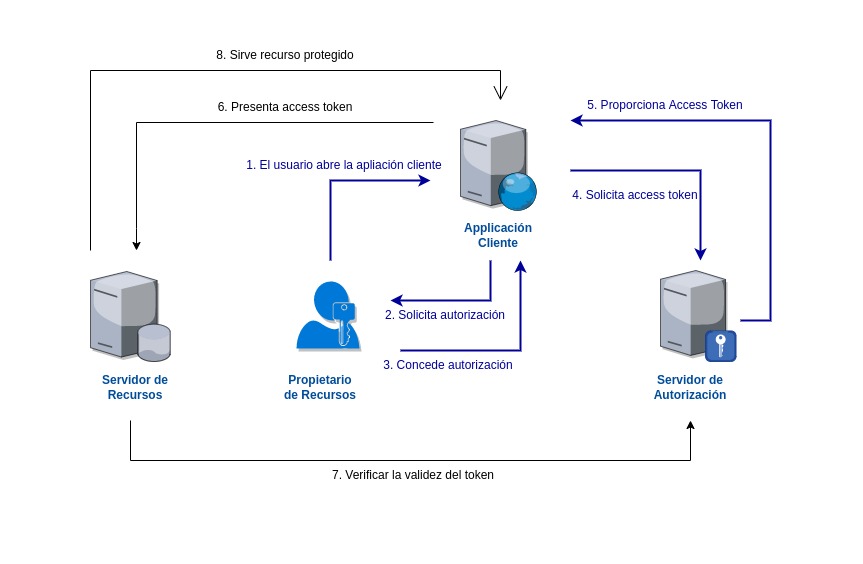 8. Sirve recurso protegido
6. Presenta access token
5. Proporciona Access Token
1. El usuario abre la apliación cliente
4. Solicita access token
Applicación
Cliente
2. Solicita autorización
3. Concede autorización
Servidor de
Recursos
Propietario
de Recursos
Servidor de
Autorización
7. Verificar la validez del token